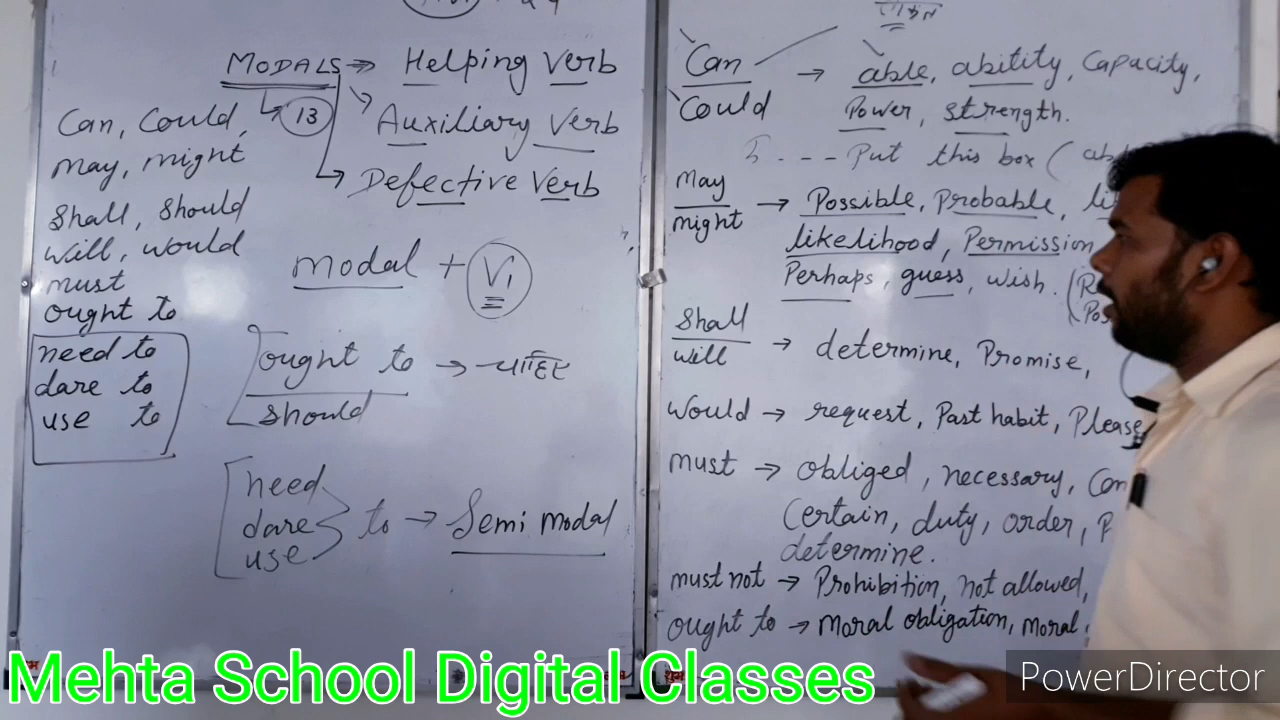 MODALS → Helping Verb
→ 13
Auxiliary Verb
→ Defective Verb
Can, Could,
may, might
Shall, Should
will, would
must
ought to
need to
dare to
use to
modal + V1
ought to → चाहिए
should
need
dare
use
to → Semi modal
Can
Could
→ able, abitity, Capacity,
Power, Strength.
Put this box (
may
might
→ Possible, Probable,
likelihood, Permission
Perhaps, guess, wish.
Shall
will
→ determine, Promise,
would → request, Past habit, Please
must → obliged, necessary,
Certain, duty, order,
determine.
must not → Prohibition, not allowed,
ought to → moral obligation, moral
Mehta School Digital Classes
PowerDirector